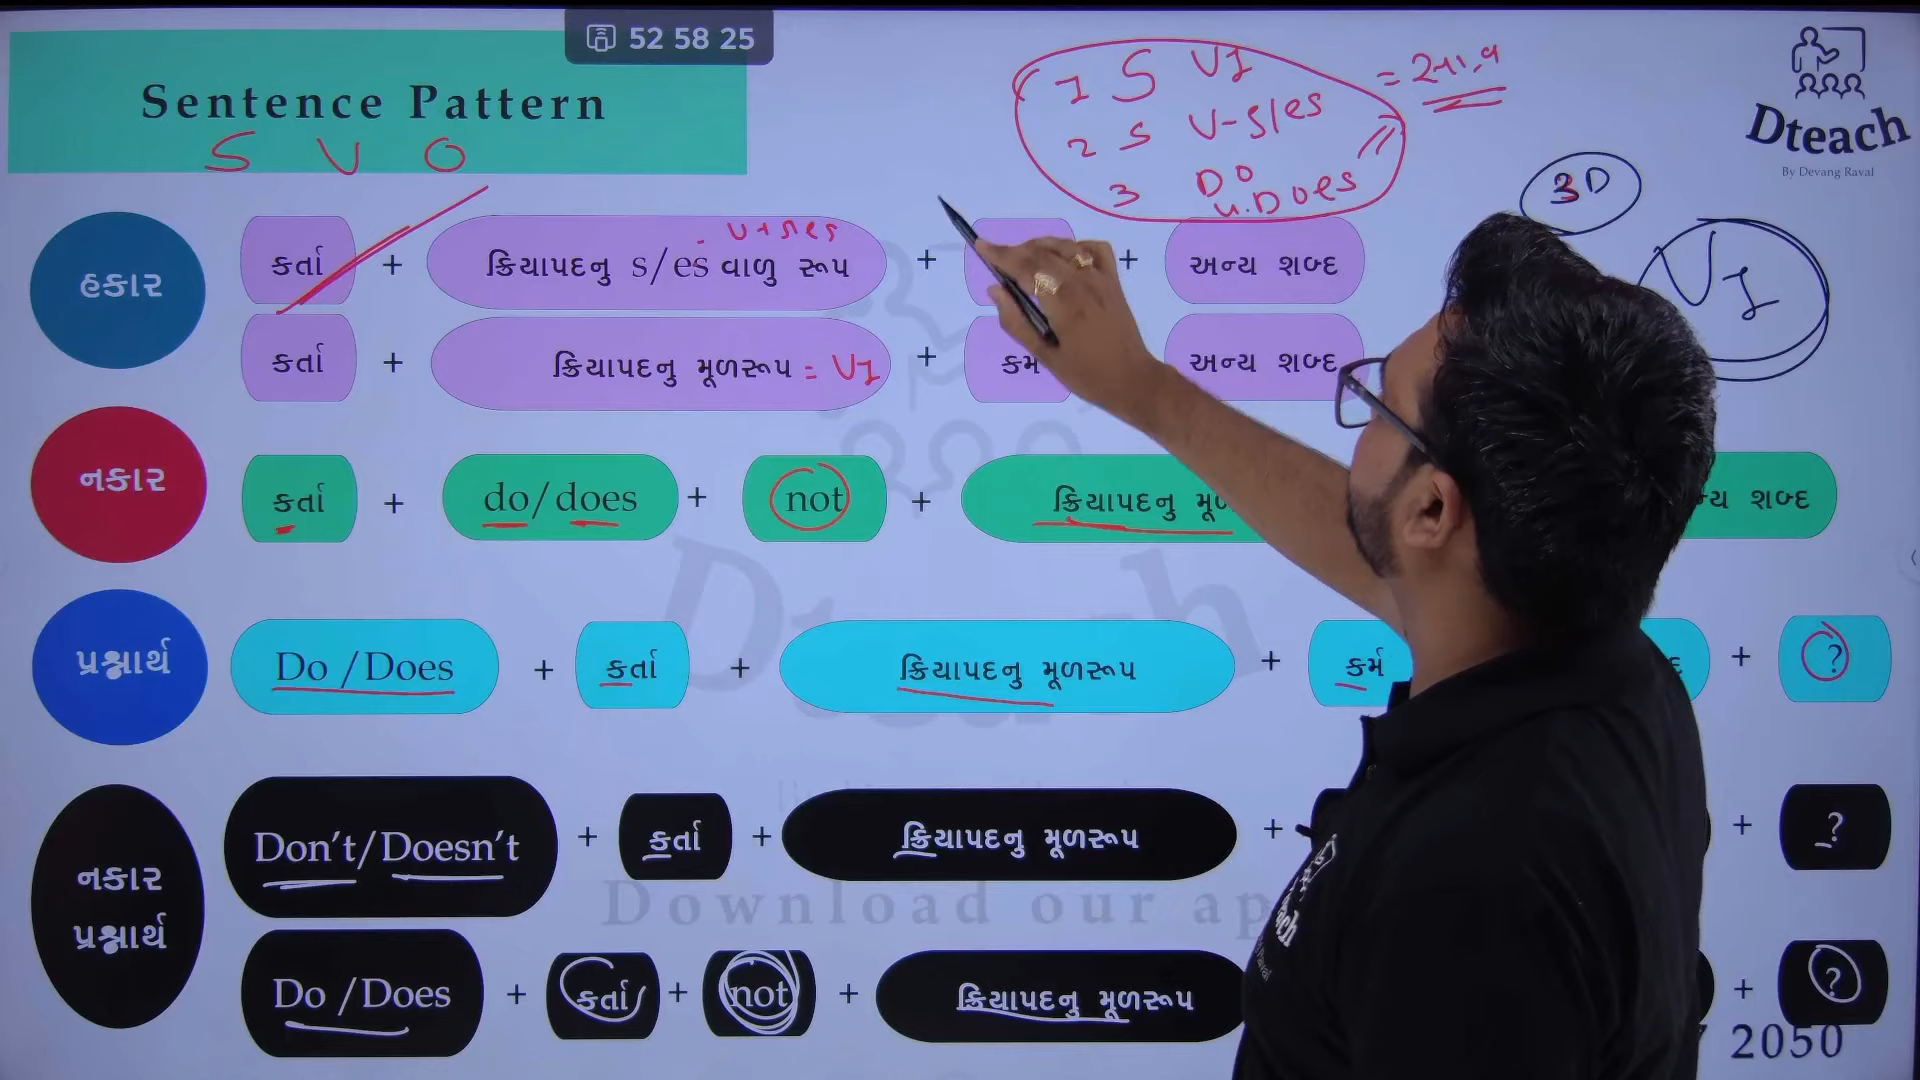 52 58 25
Sentence Pattern
S V O
1 S V1
2 S V-s/es
3 Do
Does
3D
V1
Dteach
By Devang Raval
હકાર
કર્તા + ક્રિયાપદનુ s/es વાળુ રૂપ + + અન્ય શબ્દ
કર્તા + ક્રિયાપદનુ મૂળરૂપ = V1 + કર્મ અન્ય શબ્દ
નકાર
કર્તા + do/does + not + ક્રિયાપદનુ શબ્દ
પ્રશ્નાર્થ
Do /Does + કર્તા + ક્રિયાપદનુ મૂળરૂપ + કર્મ + ?
નકાર
પ્રશ્નાર્થ
Don't/Doesn't + કર્તા + ક્રિયાપદનુ મૂળરૂપ + + ?
Do /Does + કર્તા + not + ક્રિયાપદનુ મૂળરૂપ + ?
Dteach
Download our
2050